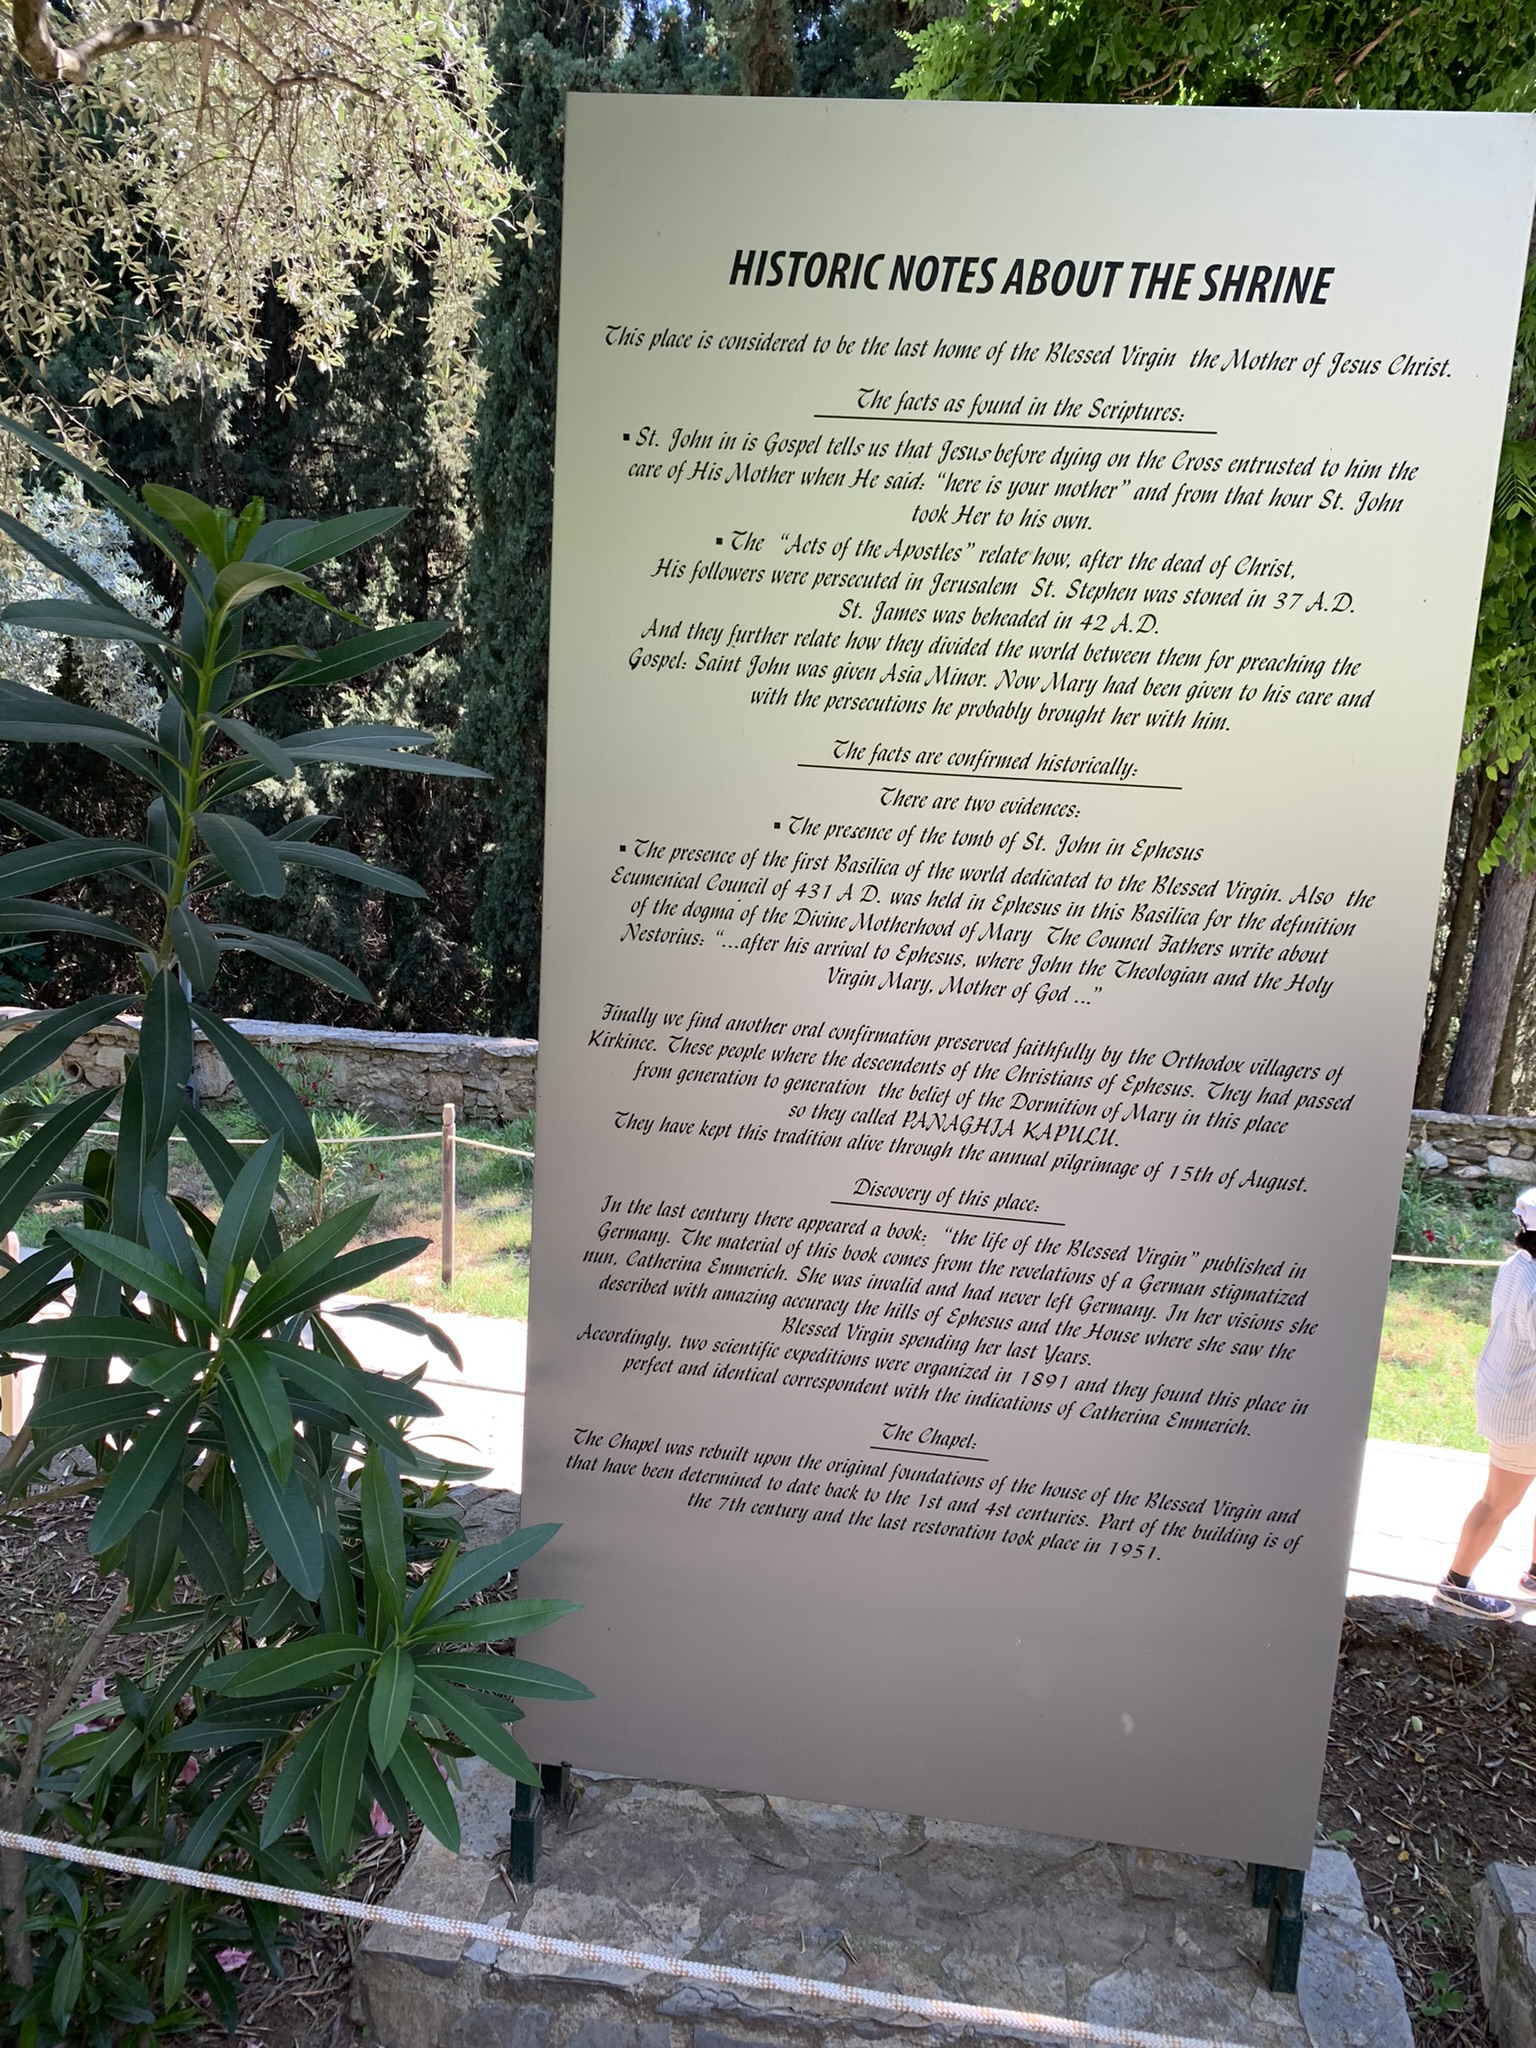 HISTORIC NOTES ABOUT THE SHRINE
This place is considered to be the last home of the Blessed Virgin the Mother of Jesus Christ.
The facts as found in the Scriptures:
▪ St. John in is Gospel tells us that Jesus before dying on the Cross entrusted to him the
care of His Mother when He said: “here is your mother” and from that hour St. John
took Her to his own.
▪ The “Acts of the Apostles” relate how, after the dead of Christ,
His followers were persecuted in Jerusalem St. Stephen was stoned in 37 A.D.
St. James was beheaded in 42 A.D.
And they further relate how they divided the world between them for preaching the
Gospel: Saint John was given Asia Minor. Now Mary had been given to his care and
with the persecutions he probably brought her with him.
The facts are confirmed historically:
There are two evidences:
▪ The presence of the tomb of St. John in Ephesus
▪ The presence of the first Basilica of the world dedicated to the Blessed Virgin. Also the
Ecumenical Council of 431 A D. was held in Ephesus in this Basilica for the definition
of the dogma of the Divine Motherhood of Mary The Council Fathers write about
Nestorius: “...after his arrival to Ephesus, where John the Theologian and the Holy
Virgin Mary, Mother of God ...”
Finally we find another oral confirmation preserved faithfully by the Orthodox villagers of
Kirkince. These people where the descendents of the Christians of Ephesus. They had passed
from generation to generation the belief of the Dormition of Mary in this place
so they called PANAGHIA KAPULU.
They have kept this tradition alive through the annual pilgrimage of 15th of August.
Discovery of this place:
In the last century there appeared a book: “the life of the Blessed Virgin” published in
Germany. The material of this book comes from the revelations of a German stigmatized
nun, Catherina Emmerich. She was invalid and had never left Germany. In her visions she
described with amazing accuracy the hills of Ephesus and the House where she saw the
Blessed Virgin spending her last Years.
Accordingly, two scientific expeditions were organized in 1891 and they found this place in
perfect and identical correspondent with the indications of Catherina Emmerich.
The Chapel:
The Chapel was rebuilt upon the original foundations of the house of the Blessed Virgin and
that have been determined to date back to the 1st and 4st centuries. Part of the building is of
the 7th century and the last restoration took place in 1951.